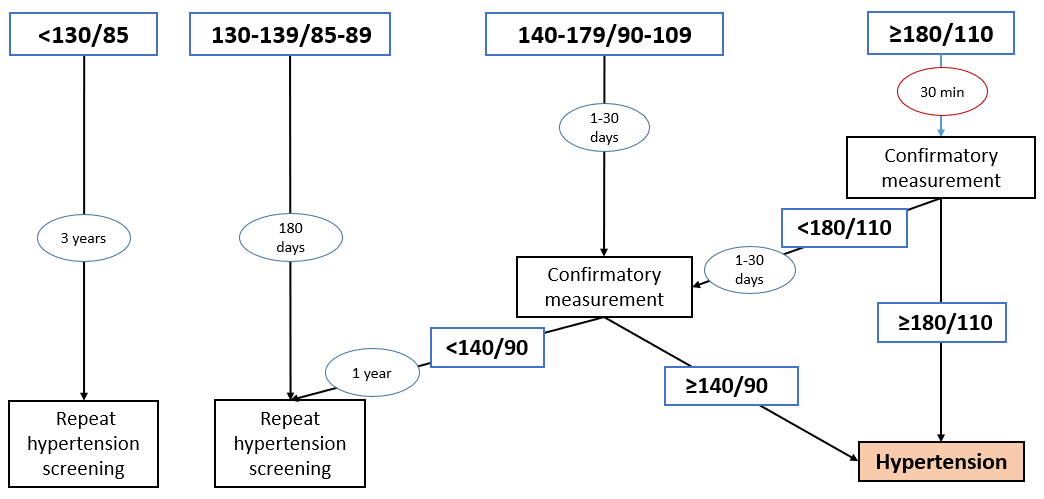 <130/85
130-139/85-89
140-179/90-109
≥180/110
30 min
1-30
days
Confirmatory
measurement
3 years
180
days
<180/110
1-30
days
Confirmatory
measurement
≥180/110
<140/90
1 year
≥140/90
Repeat
hypertension
screening
Repeat
hypertension
screening
Hypertension